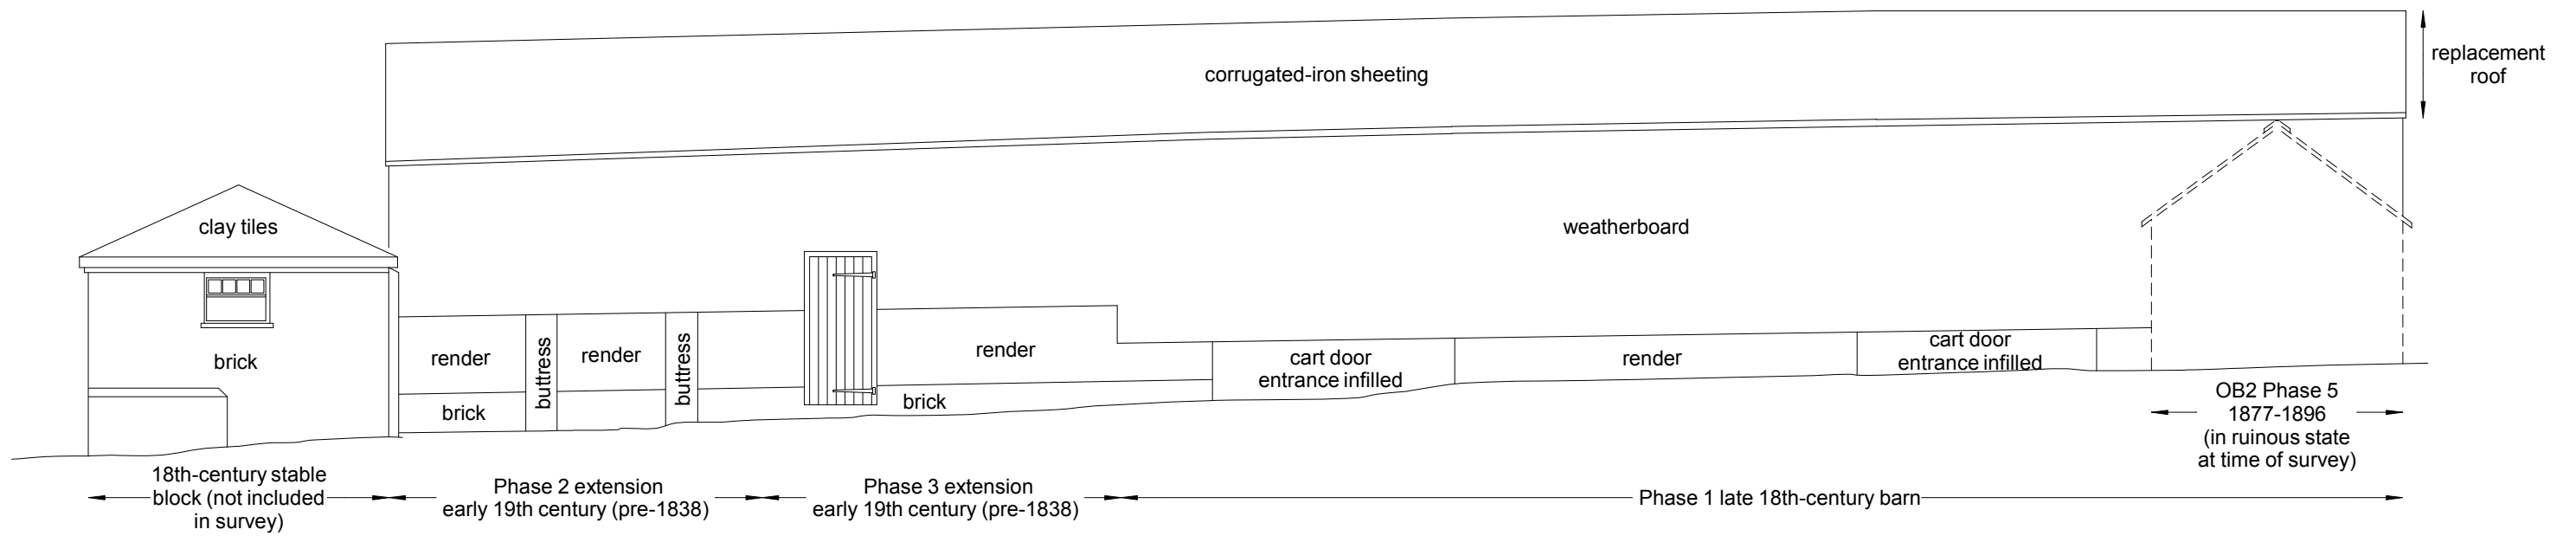 replacement
roof
corrugated-iron sheeting
clay tiles
weatherboard
brick
render
buttress
render
buttress
render
cart door
entrance infilled
render
cart door
entrance infilled
brick
brick
OB2 Phase 5
1877-1896
(in ruinous state
at time of survey)
18th-century stable
block (not included
in survey)
Phase 2 extension
early 19th century (pre-1838)
Phase 3 extension
early 19th century (pre-1838)
Phase 1 late 18th-century barn